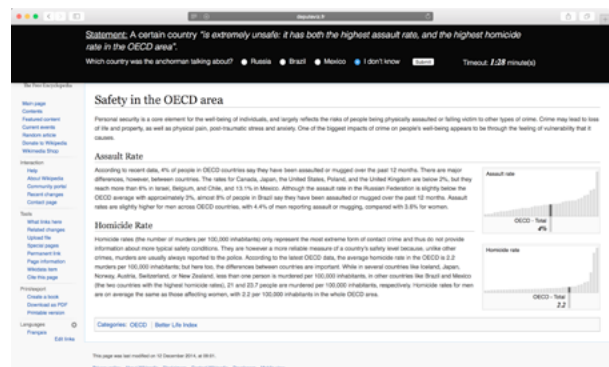 deputies.fr
Statement: A certain country "is extremely unsafe: it has both the highest assault rate, and the highest homicide
rate in the OECD area".
Which country was the anchorman talking about? Russia Brazil Mexico I don't know Submit Timeout: 1:28 minute(s)
The Free Encyclopedia
Main page
Contents
Featured content
Current events
Random article
Donate to Wikipedia
Wikimedia Shop
Interaction
Help
About Wikipedia
Community portal
Recent changes
Contact page
Tools
What links here
Related changes
Upload file
Special pages
Permanent link
Page information
Wikidata item
Cite this page
Print/export
Create a book
Download as PDF
Printable version
Languages
Français
Edit links
Safety in the OECD area
Personal security is a core element for the well-being of individuals, and largely reflects the risks of people being physically assaulted or falling victim to other types of crime. Crime may lead to loss
of life and property, as well as physical pain, post-traumatic stress and anxiety. One of the biggest impacts of crime on people's well-being appears to be through the feeling of vulnerability that it
causes.
Assault Rate
According to recent data, 4% of people in OECD countries say they have been assaulted or mugged over the past 12 months. There are major
differences, however, between countries. The rates for Canada, Japan, the United States, Poland, and the United Kingdom are below 2%, but they
reach more than 6% in Israel, Belgium, and Chile, and 13.1% in Mexico. Although the assault rate in the Russian Federation is slightly below the
OECD average with approximately 3%, almost 8% of people in Brazil say they have been assaulted or mugged over the past 12 months. Assault
rates are slightly higher for men across OECD countries, with 4.4% of men reporting assault or mugging, compared with 3.6% for women.
Assault rate
OECD - Total
4%
Homicide Rate
Homicide rates (the number of murders per 100,000 inhabitants) only represent the most extreme form of contact crime and thus do not provide
information about more typical safety conditions. They are however a more reliable measure of a country's safety level because, unlike other
crimes, murders are usually always reported to the police. According to the latest OECD data, the average homicide rate in the OECD is 2.2
murders per 100,000 inhabitants, but here too, the differences between countries are important. While in several countries like Iceland, Japan,
Norway, Austria, Switzerland, or New Zealand, less than one person is murdered per 100,000 inhabitants, in other countries like Brazil and Mexico
(the two countries with the highest homicide rates), 21 and 23.7 people are murdered per 100,000 inhabitants, respectively. Homicide rates for men
are on average the same as those affecting women, with 2.2 per 100,000 inhabitants in the whole OECD area.
Homicide rate
OECD - Total
2.2
Categories: OECD Better Life Index
This page was last modified on 12 December 2014, at 09:01.